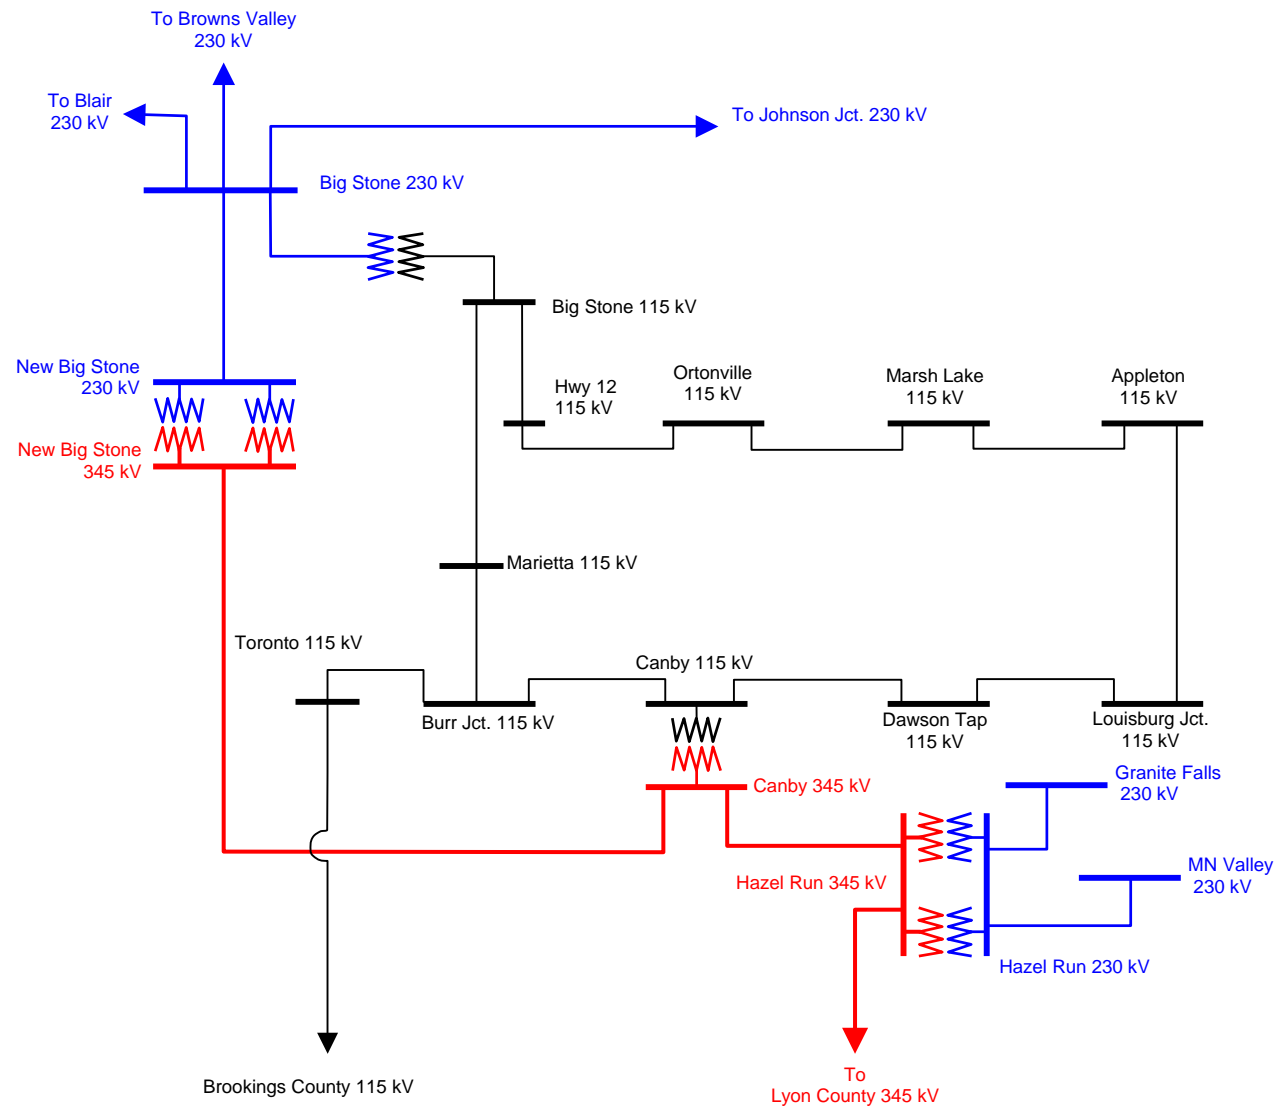 To Browns Valley
230 kV
To Blair
230 kV
To Johnson Jct. 230 kV
Big Stone 230 kV
Big Stone 115 kV
New Big Stone
230 kV
Hwy 12
115 kV
Ortonville
115 kV
Marsh Lake
115 kV
Appleton
115 kV
New Big Stone
345 kV
Marietta 115 kV
Toronto 115 kV
Canby 115 kV
Burr Jct. 115 kV
Dawson Tap
115 kV
Louisburg Jct.
115 kV
Canby 345 kV
Granite Falls
230 kV
Hazel Run 345 kV
MN Valley
230 kV
Hazel Run 230 kV
Brookings County 115 kV
To
Lyon County 345 kV